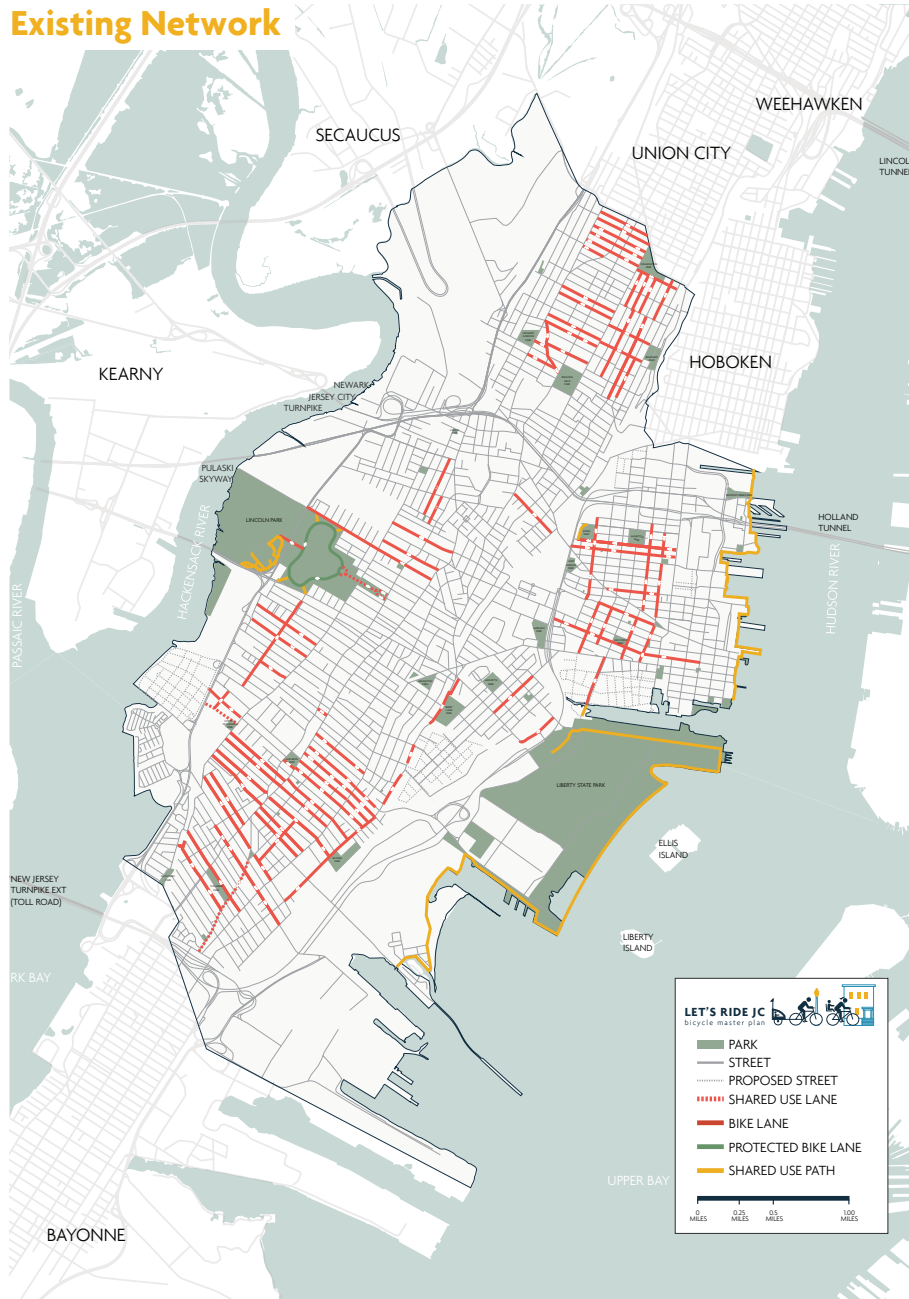 Existing Network
WEEHAWKEN
SECAUCUS
UNION CITY
HOBOKEN
KEARNY
NEWARK
JERSEY CITY
TURNPIKE
PULASKI
SKYWAY
LINCOLN PARK
HOLLAND
TUNNEL
HACKENSACK RIVER
HUDSON RIVER
PASSAIC RIVER
LIBERTY STATE PARK
ELLIS
ISLAND
NEW JERSEY
TURNPIKE EXT
(TOLL ROAD)
LIBERTY
ISLAND
RK BAY
UPPER BAY
BAYONNE
LET'S RIDE JC
bicycle master plan
PARK
STREET
PROPOSED STREET
SHARED USE LANE
BIKE LANE
PROTECTED BIKE LANE
SHARED USE PATH
0
MILES
0.25
MILES
0.5
MILES
1.00
MILES